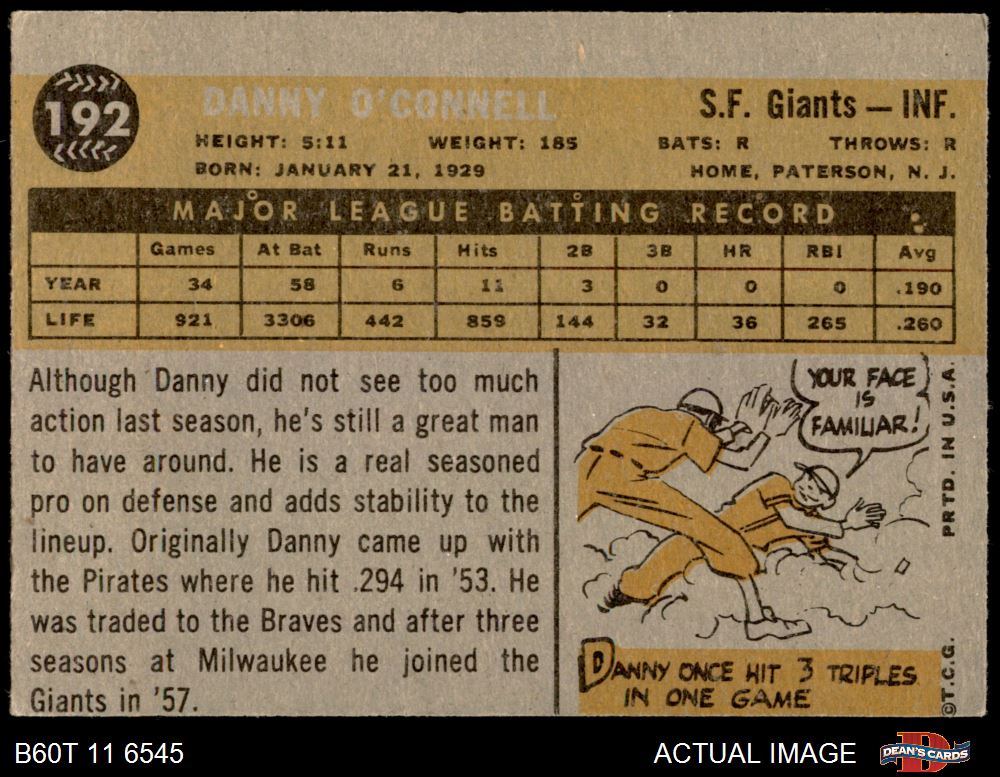 192
DANNY O'CONNELL
S.F. Giants — INF.
HEIGHT: 5:11 WEIGHT: 185 BATS: R THROWS: R
BORN: JANUARY 21, 1929 HOME, PATERSON, N. J.
MAJOR LEAGUE BATTING RECORD
Games At Bat Runs Hits 2B 3B HR RBI Avg
YEAR 34 58 6 11 3 0 0 0 .190
LIFE 921 3306 442 859 144 32 36 265 .260
Although Danny did not see too much
action last season, he's still a great man
to have around. He is a real seasoned
pro on defense and adds stability to the
lineup. Originally Danny came up with
the Pirates where he hit .294 in '53. He
was traded to the Braves and after three
seasons at Milwaukee he joined the
Giants in '57.
YOUR FACE
IS
FAMILIAR!
DANNY ONCE HIT 3 TRIPLES
IN ONE GAME
©T.C.G. PRTD. IN U.S.A.
B60T 11 6545
ACTUAL IMAGE
DEAN'S CARDS